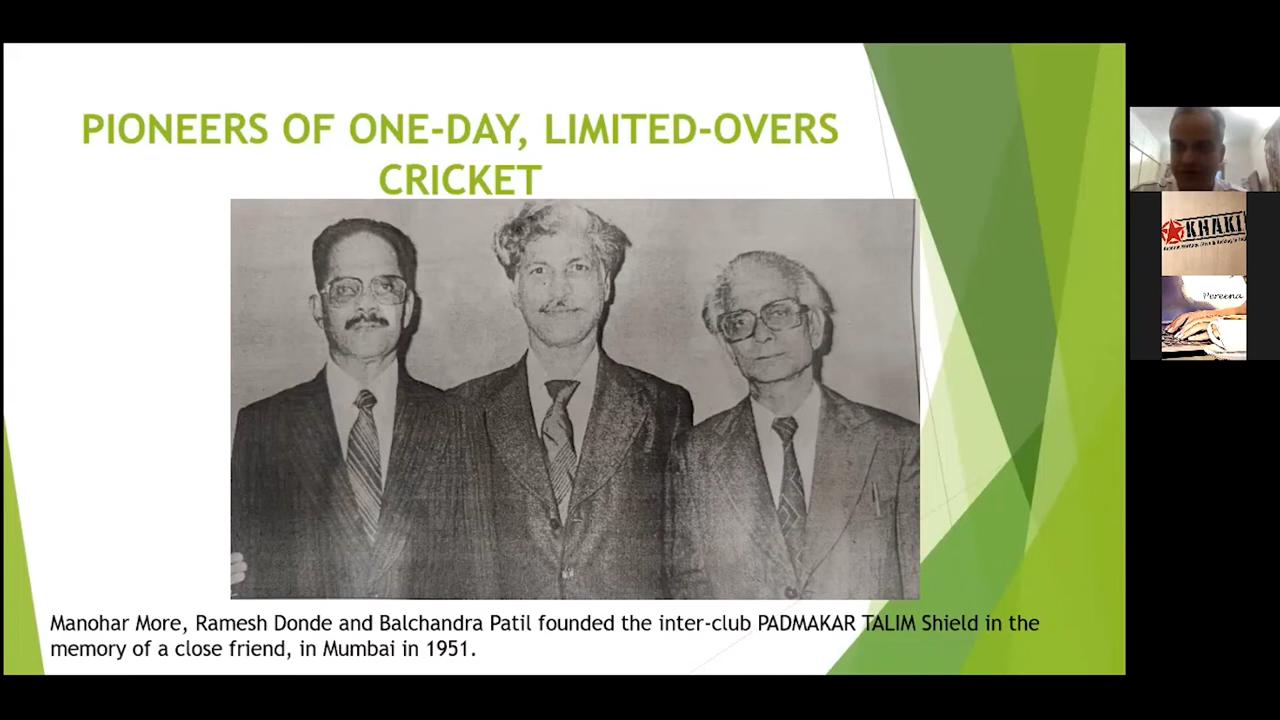 PIONEERS OF ONE-DAY, LIMITED-OVERS
CRICKET
Manohar More, Ramesh Donde and Balchandra Patil founded the inter-club PADMAKAR TALIM Shield in the
memory of a close friend, in Mumbai in 1951.
KHAKI
Pereena